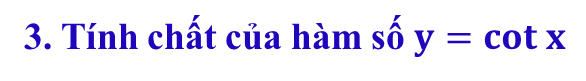 3. Tính chất của hàm số y = cot x